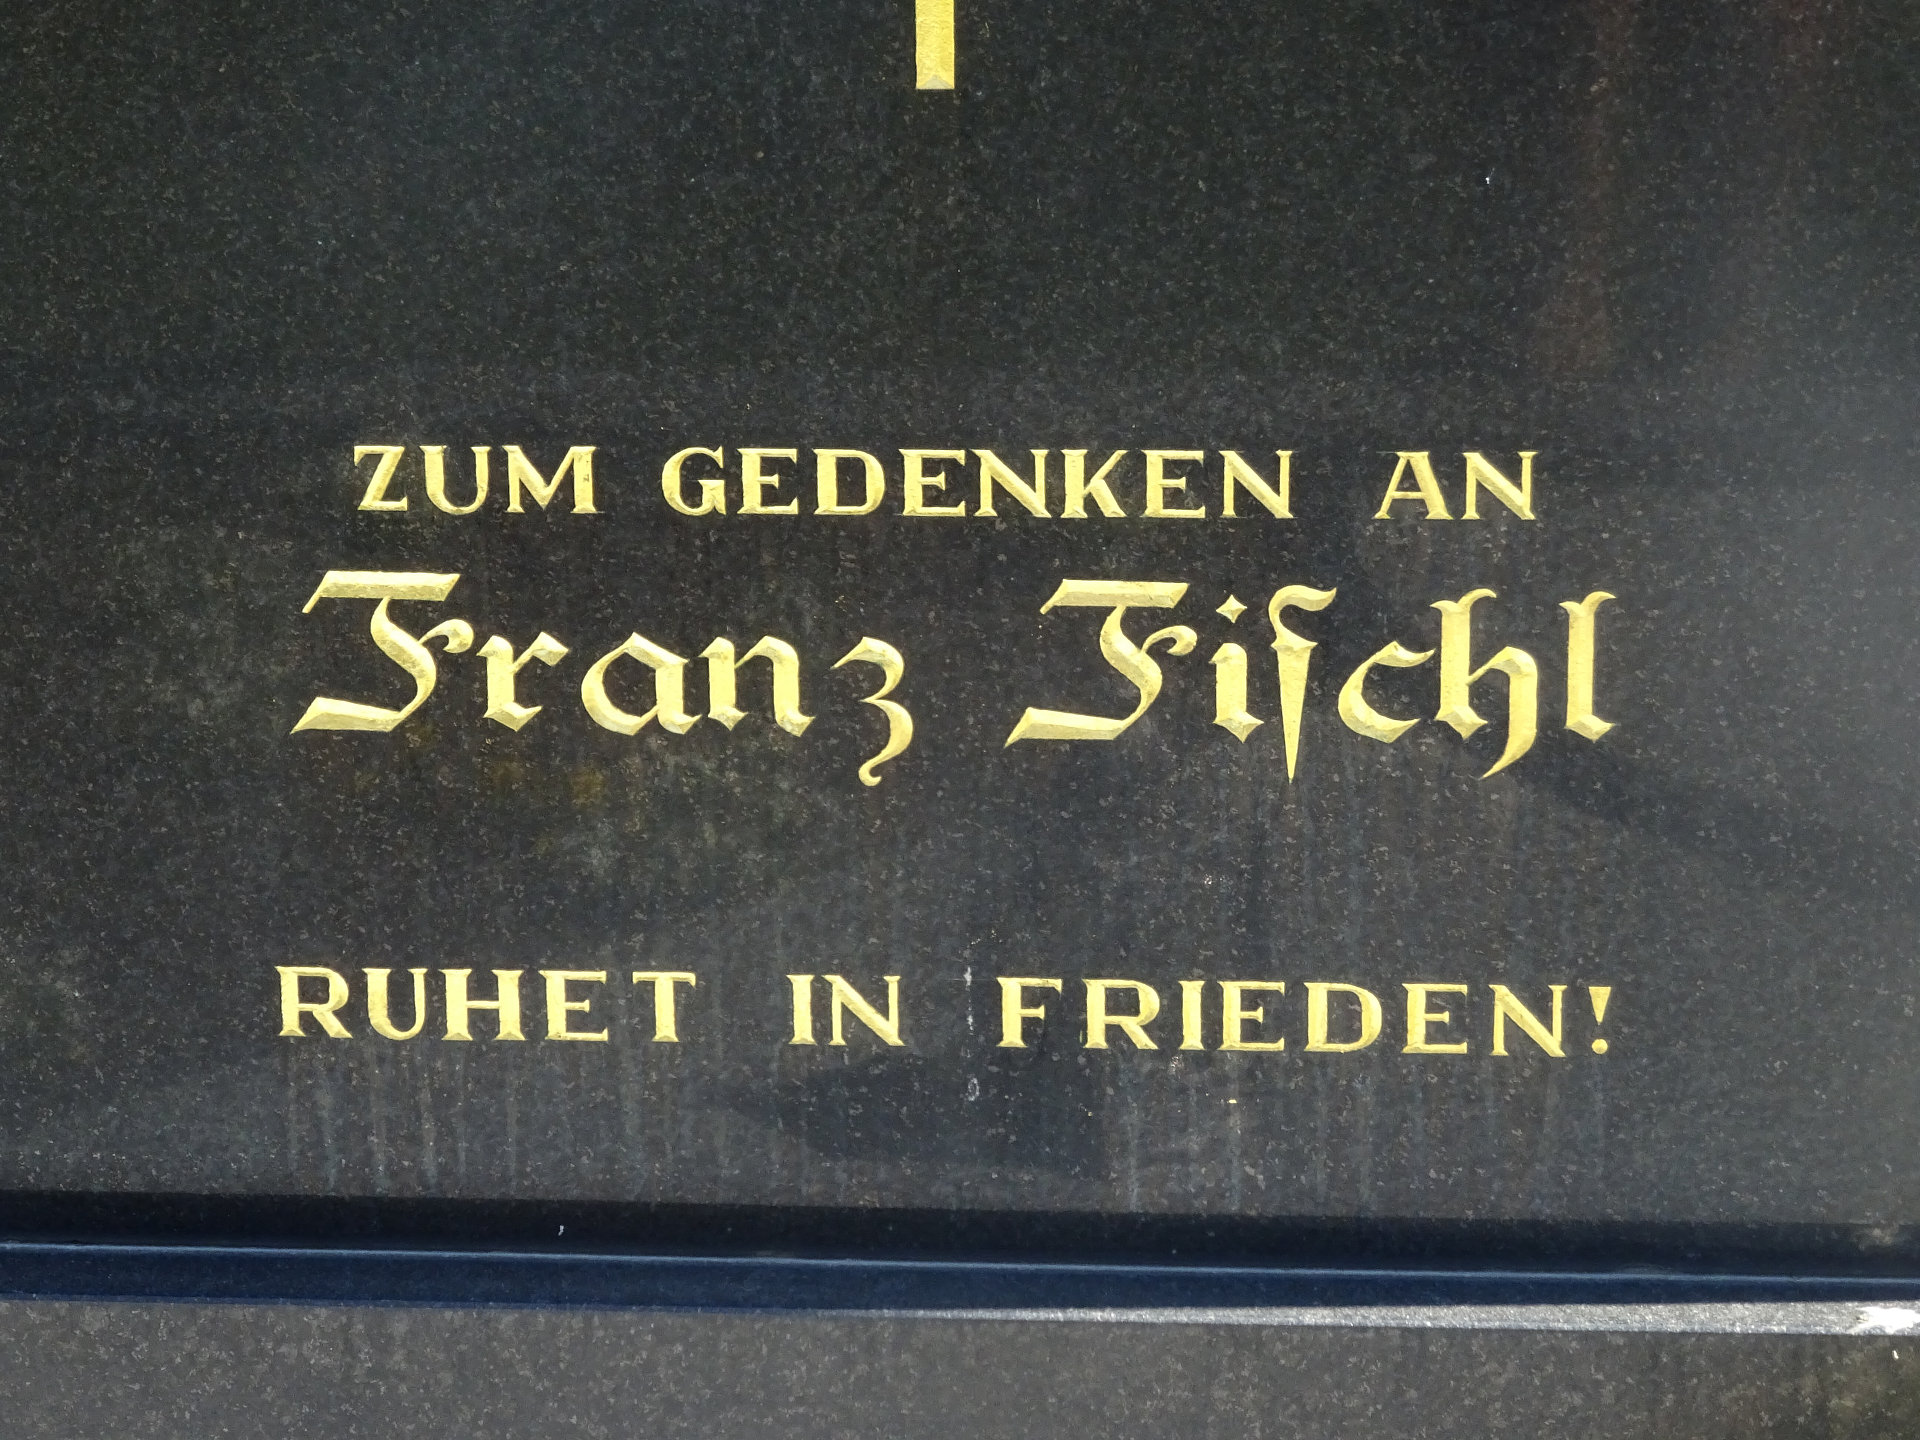 ZUM GEDENKEN AN
Franz Fiſchl
RUHET IN FRIEDEN!